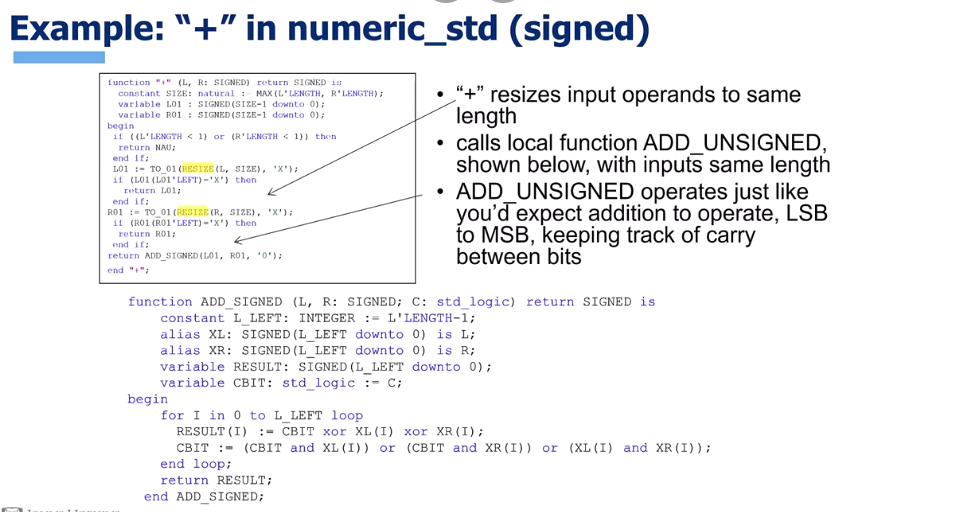 Example: “+” in numeric_std (signed)
function "+" (L, R: SIGNED) return SIGNED is
constant SIZE: natural := MAX(L'LENGTH, R'LENGTH);
variable L01 : SIGNED(SIZE-1 downto 0);
variable R01 : SIGNED(SIZE-1 downto 0);
begin
if ((L'LENGTH < 1) or (R'LENGTH < 1)) then
return NAU;
end if;
L01 := TO_01(RESIZE(L, SIZE), 'X');
if (L01(L01'LEFT)='X') then
return L01;
end if;
R01 := TO_01(RESIZE(R, SIZE), 'X');
if (R01(R01'LEFT)='X') then
return R01;
end if;
return ADD_SIGNED(L01, R01, '0');
end "+";
• “+” resizes input operands to same
length
• calls local function ADD_UNSIGNED,
shown below, with inputs same length
• ADD_UNSIGNED operates just like
you’d expect addition to operate, LSB
to MSB, keeping track of carry
between bits
function ADD_SIGNED (L, R: SIGNED; C: std_logic) return SIGNED is
constant L_LEFT: INTEGER := L'LENGTH-1;
alias XL: SIGNED(L_LEFT downto 0) is L;
alias XR: SIGNED(L_LEFT downto 0) is R;
variable RESULT: SIGNED(L_LEFT downto 0);
variable CBIT: std_logic := C;
begin
for I in 0 to L_LEFT loop
RESULT(I) := CBIT xor XL(I) xor XR(I);
CBIT := (CBIT and XL(I)) or (CBIT and XR(I)) or (XL(I) and XR(I));
end loop;
return RESULT;
end ADD_SIGNED;